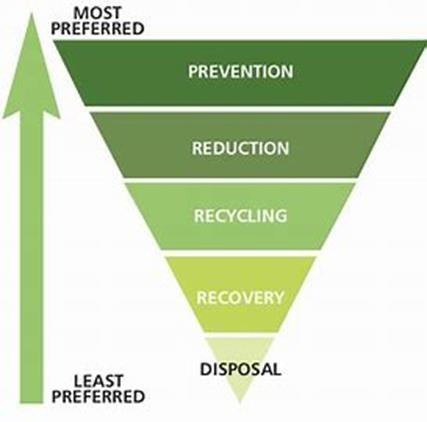 MOST
PREFERRED
PREVENTION
REDUCTION
RECYCLING
RECOVERY
DISPOSAL
LEAST
PREFERRED